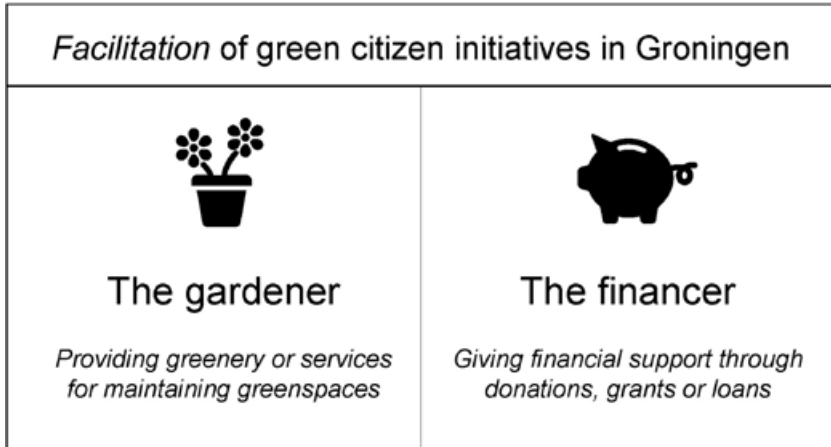 Facilitation of green citizen initiatives in Groningen
The gardener
Providing greenery or services
for maintaining greenspaces
The financer
Giving financial support through
donations, grants or loans